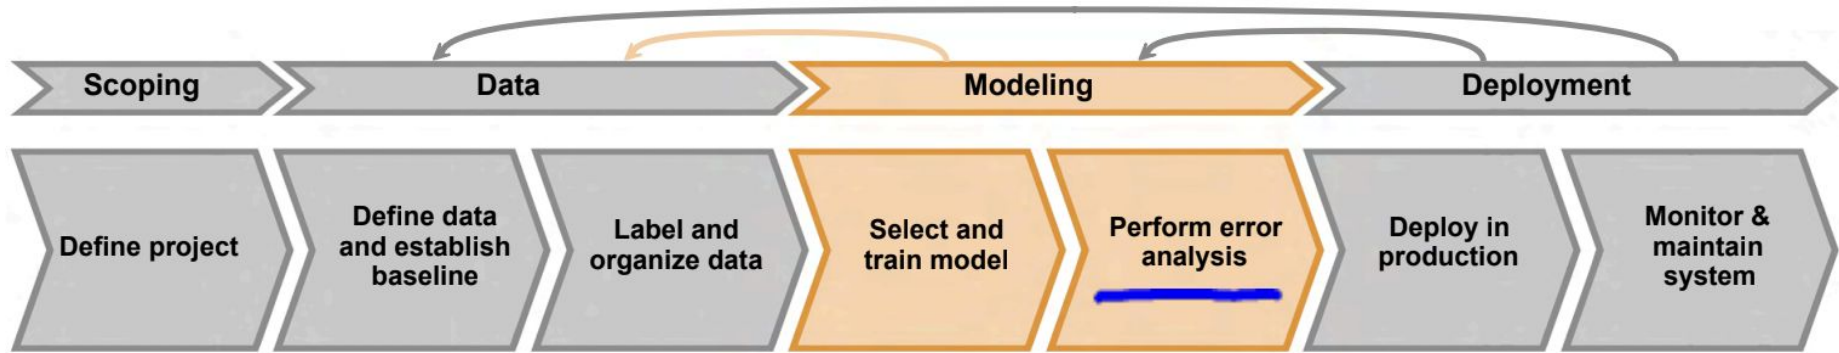 Scoping
Data
Modeling
Deployment
Define project
Define data
and establish
baseline
Label and
organize data
Select and
train model
Perform error
analysis
Deploy in
production
Monitor &
maintain
system